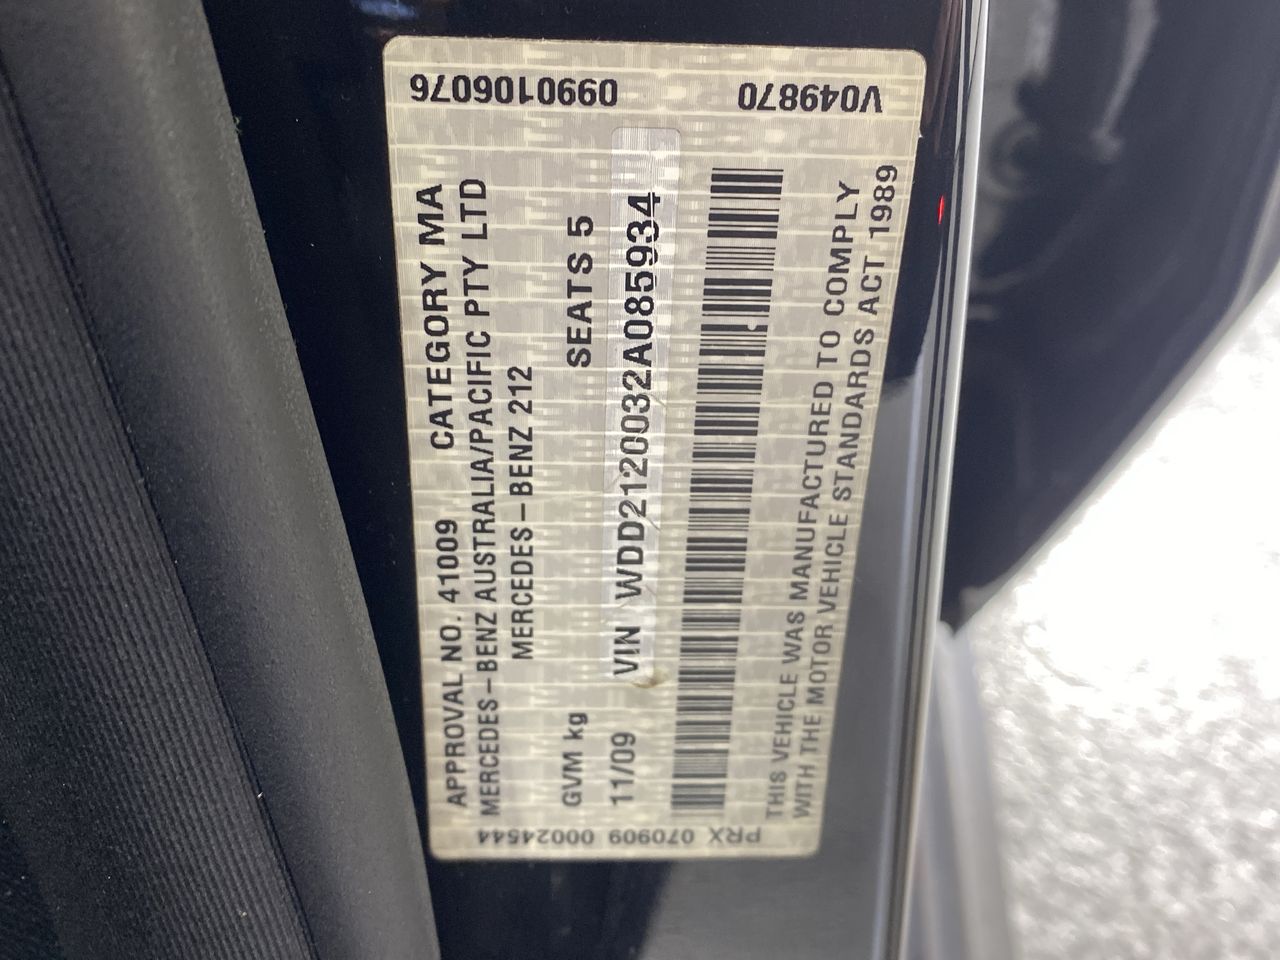 0990106076
V049870
APPROVAL NO. 41009 CATEGORY MA
MERCEDES-BENZ AUSTRALIA/PACIFIC PTY LTD
MERCEDES-BENZ 212
GVM kg SEATS 5
11/09 VIN WDD2120032A085934
THIS VEHICLE WAS MANUFACTURED TO COMPLY
WITH THE MOTOR VEHICLE STANDARDS ACT 1989
PRX 070909 00024544